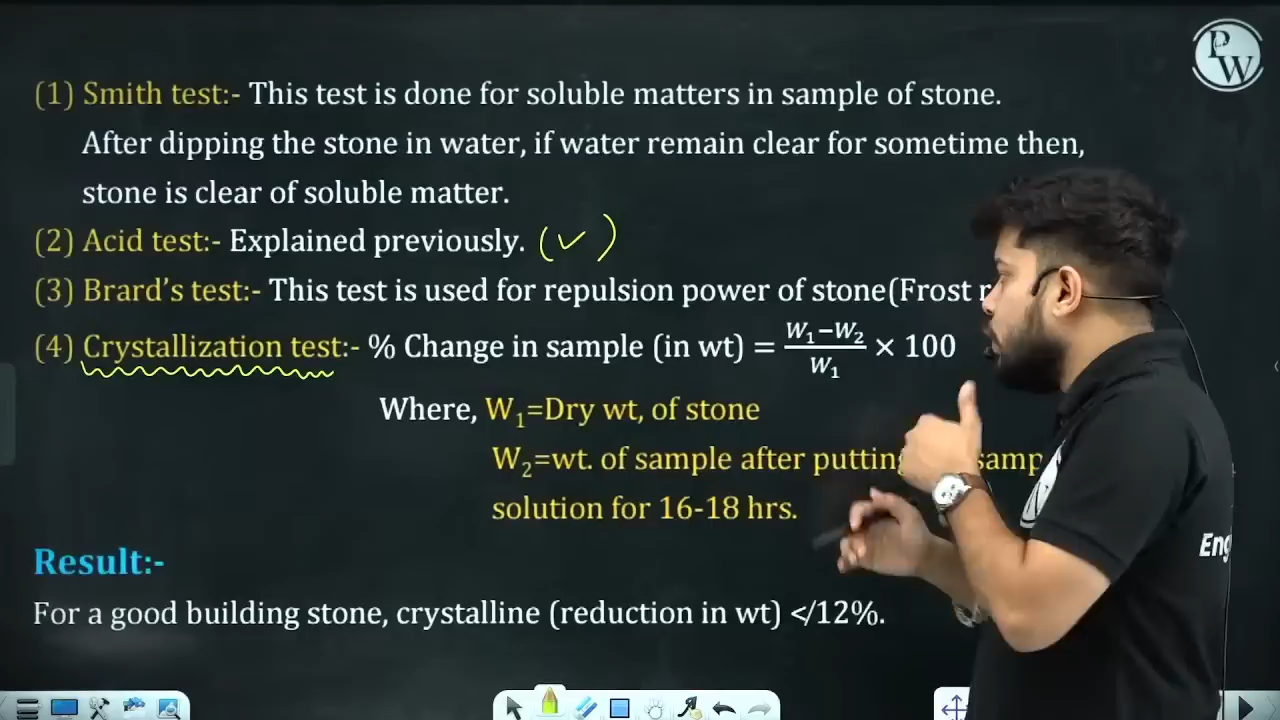 PW
(1) Smith test:- This test is done for soluble matters in sample of stone.
After dipping the stone in water, if water remain clear for sometime then,
stone is clear of soluble matter.
(2) Acid test:- Explained previously. (✓)
(3) Brard’s test:- This test is used for repulsion power of stone(Frost
(4) Crystallization test:- % Change in sample (in wt) = W₁−W₂/W₁ × 100
Where, W₁=Dry wt, of stone
W₂=wt. of sample after putting
solution for 16-18 hrs.
Result:-
For a good building stone, crystalline (reduction in wt) </12%.